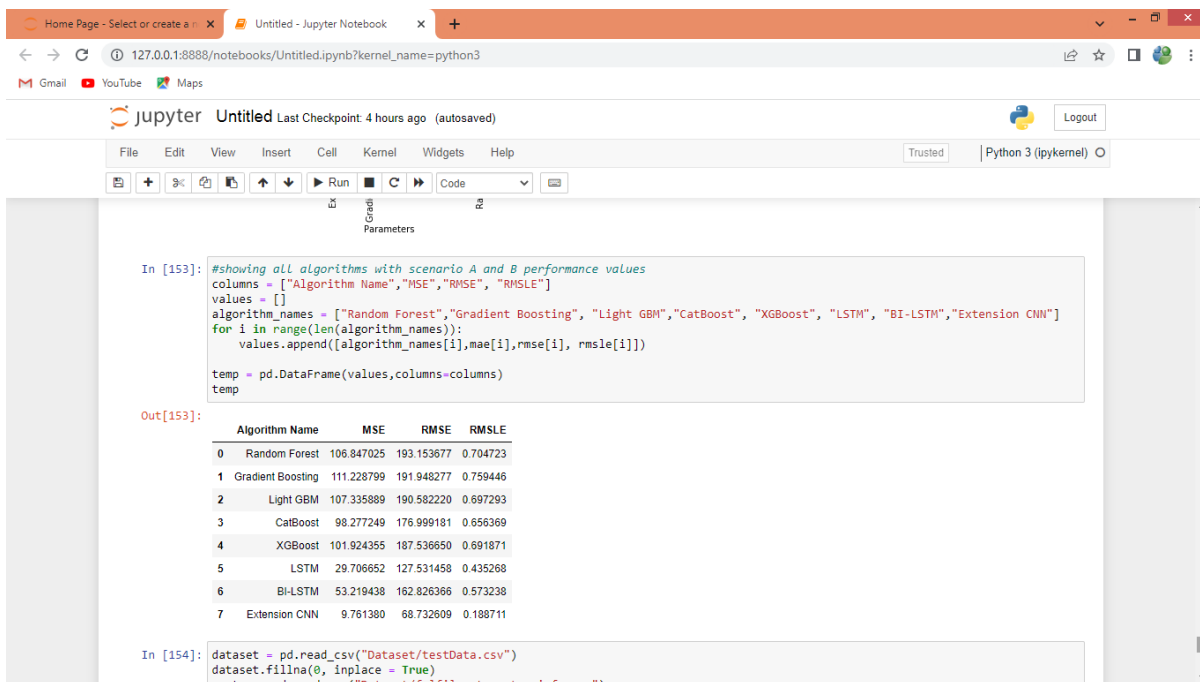 Home Page - Select or create a n
Untitled - Jupyter Notebook
127.0.0.1:8888/notebooks/Untitled.ipynb?kernel_name=python3
Gmail YouTube Maps
jupyter Untitled Last Checkpoint: 4 hours ago (autosaved)
Logout
File Edit View Insert Cell Kernel Widgets Help
Trusted Python 3 (ipykernel)
Run Code
Ex
Gradi
Ra
Parameters
In [153]: #showing all algorithms with scenario A and B performance values
columns = ["Algorithm Name","MSE","RMSE", "RMSLE"]
values = []
algorithm_names = ["Random Forest","Gradient Boosting", "Light GBM","CatBoost", "XGBoost", "LSTM", "BI-LSTM","Extension CNN"]
for i in range(len(algorithm_names)):
    values.append([algorithm_names[i],mae[i],rmse[i], rmsle[i]])
temp = pd.DataFrame(values,columns=columns)
temp
Out[153]:
Algorithm Name MSE RMSE RMSLE
0 Random Forest 106.847025 193.153677 0.704723
1 Gradient Boosting 111.228799 191.948277 0.759446
2 Light GBM 107.335889 190.582220 0.697293
3 CatBoost 98.277249 176.999181 0.656369
4 XGBoost 101.924355 187.536650 0.691871
5 LSTM 29.706652 127.531458 0.435268
6 BI-LSTM 53.219438 162.826366 0.573238
7 Extension CNN 9.761380 68.732609 0.188711
In [154]: dataset = pd.read_csv("Dataset/testData.csv")
dataset.fillna(0, inplace = True)